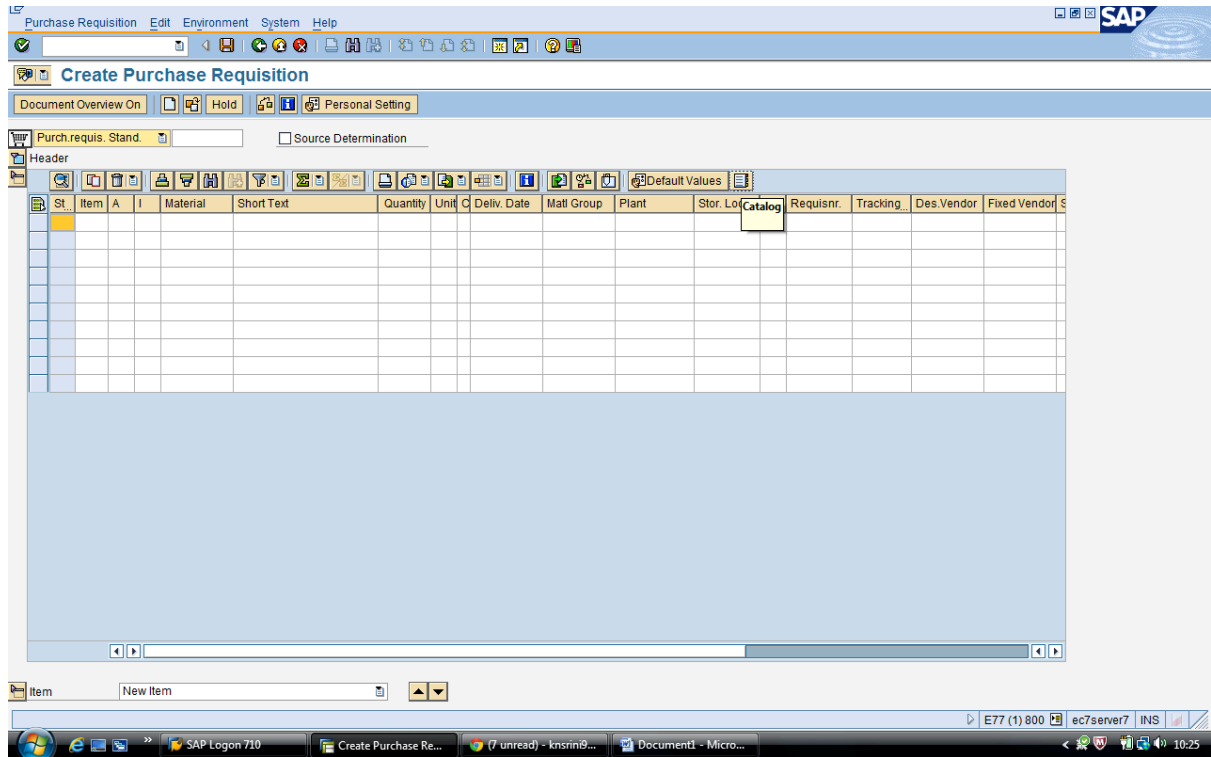 Purchase Requisition Edit Environment System Help
SAP
Create Purchase Requisition
Document Overview On Hold Personal Setting
Purch.requis. Stand. Source Determination
Header
Default Values
St.. Item A I Material Short Text Quantity Unit C Deliv. Date Matl Group Plant Stor. Lo Catalog Requisnr. Tracking... Des.Vendor Fixed Vendor S
Item New Item
E77 (1) 800 ec7server7 INS
» SAP Logon 710 Create Purchase Re... (7 unread) - knsrini9... Document1 - Micro... 10:25